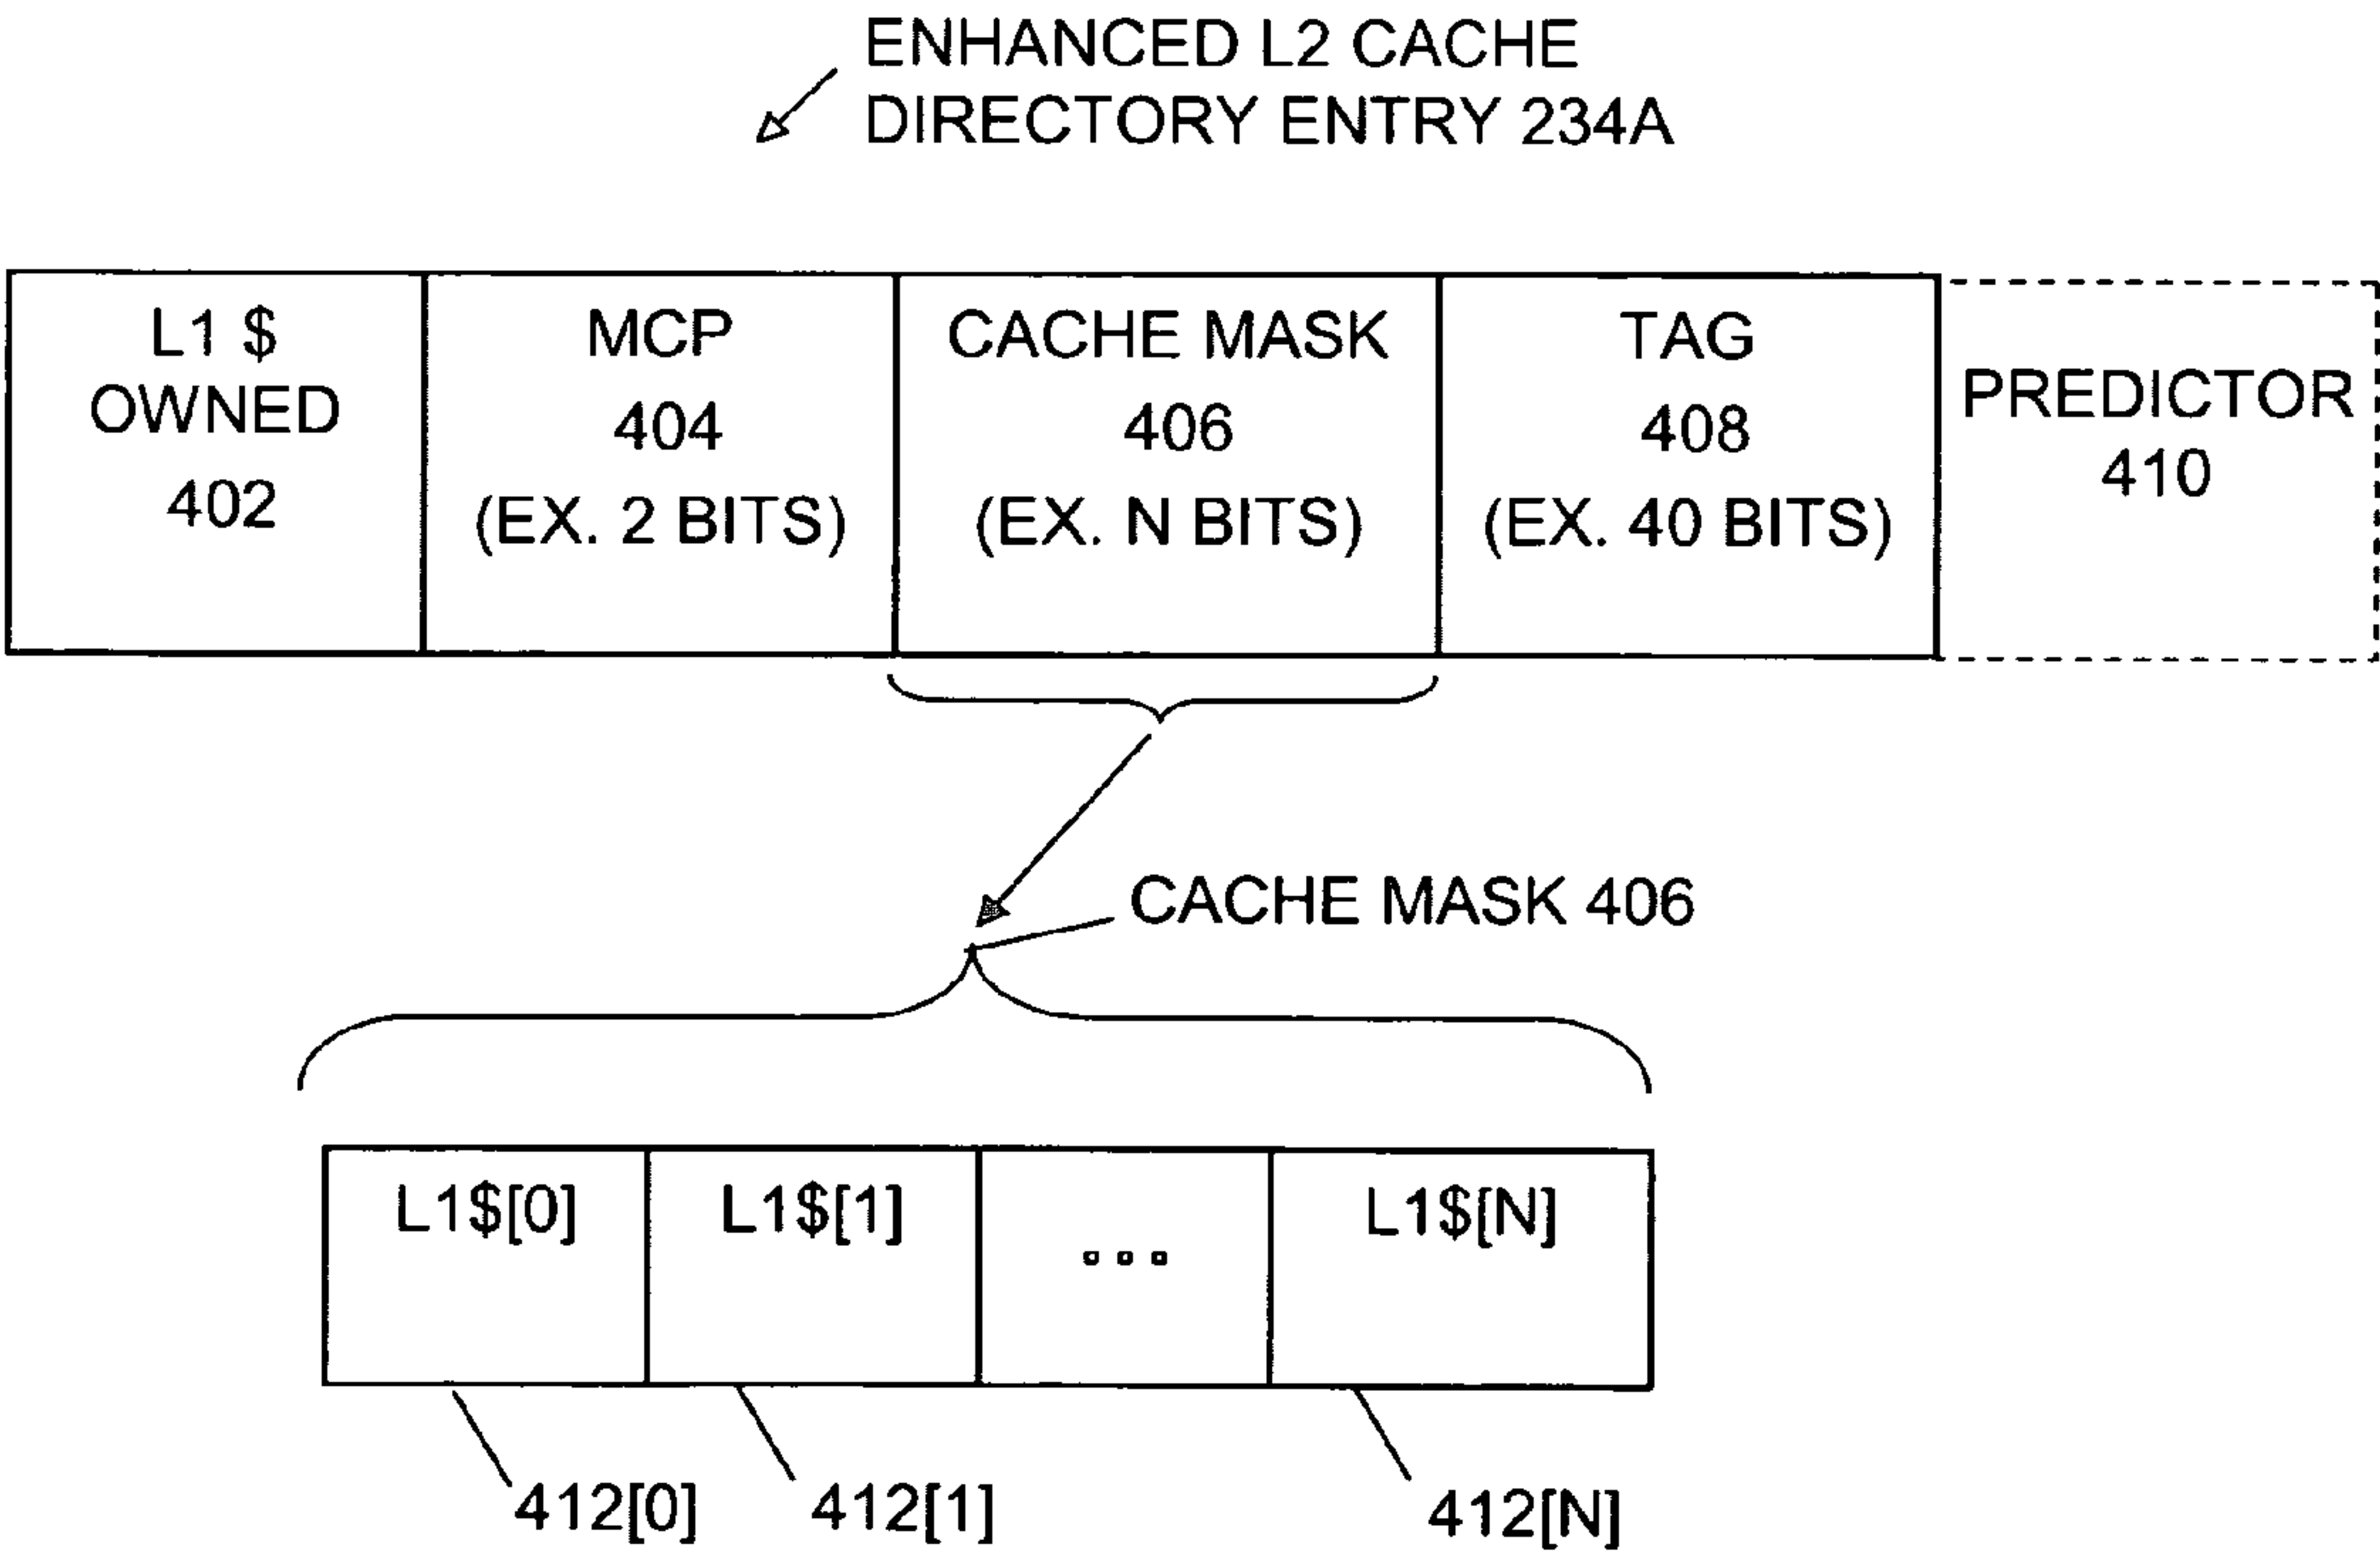 ENHANCED L2 CACHE
DIRECTORY ENTRY 234A
L1 $
OWNED
402
MCP
404
(EX. 2 BITS)
CACHE MASK
406
(EX. N BITS)
TAG
408
(EX. 40 BITS)
PREDICTOR
410
CACHE MASK 406
L1$[0]
L1$[1]
...
L1$[N]
412[0]
412[1]
412[N]